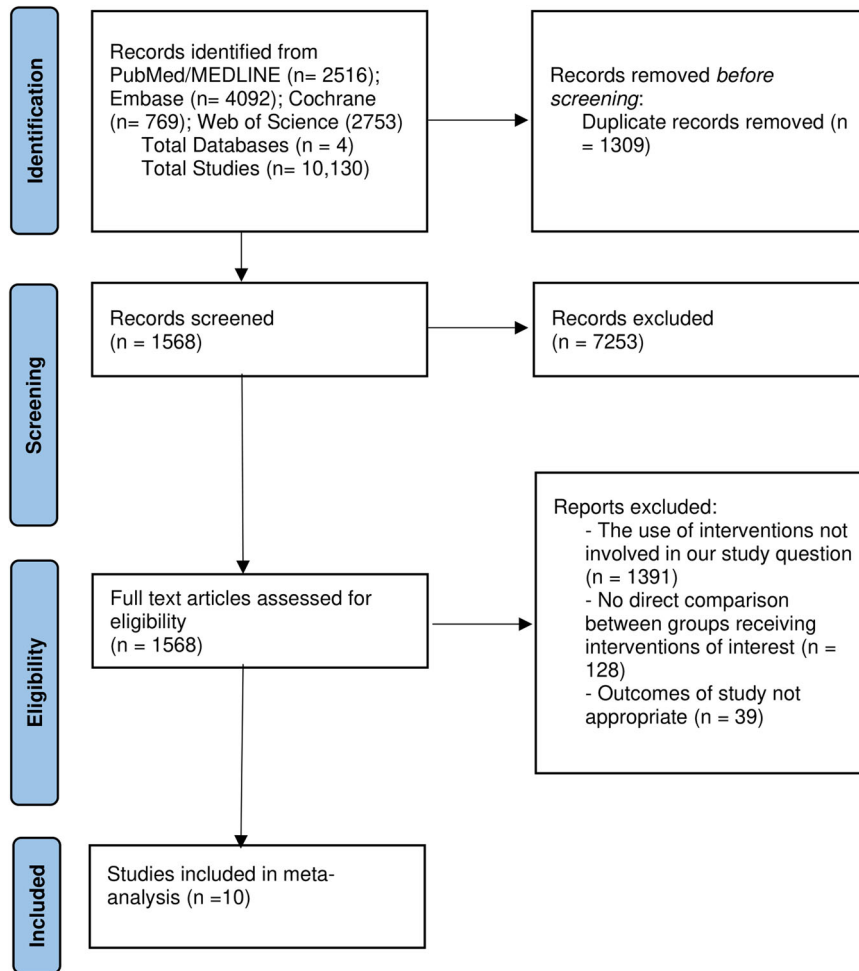 Identification
Records identified from
PubMed/MEDLINE (n= 2516);
Embase (n = 4092); Cochrane
(n = 769); Web of Science (2753)
Total Databases (n = 4)
Total Studies (n= 10,130)
Records removed before
screening:
Duplicate records removed (n
= 1309)
Screening
Records screened
(n = 1568)
Records excluded
(n = 7253)
Eligibility
Full text articles assessed for
eligibility
(n = 1568)
Reports excluded:
- The use of interventions not
involved in our study question
(n = 1391)
- No direct comparison
between groups receiving
interventions of interest (n =
128)
- Outcomes of study not
appropriate (n = 39)
Included
Studies included in meta-
analysis (n =10)